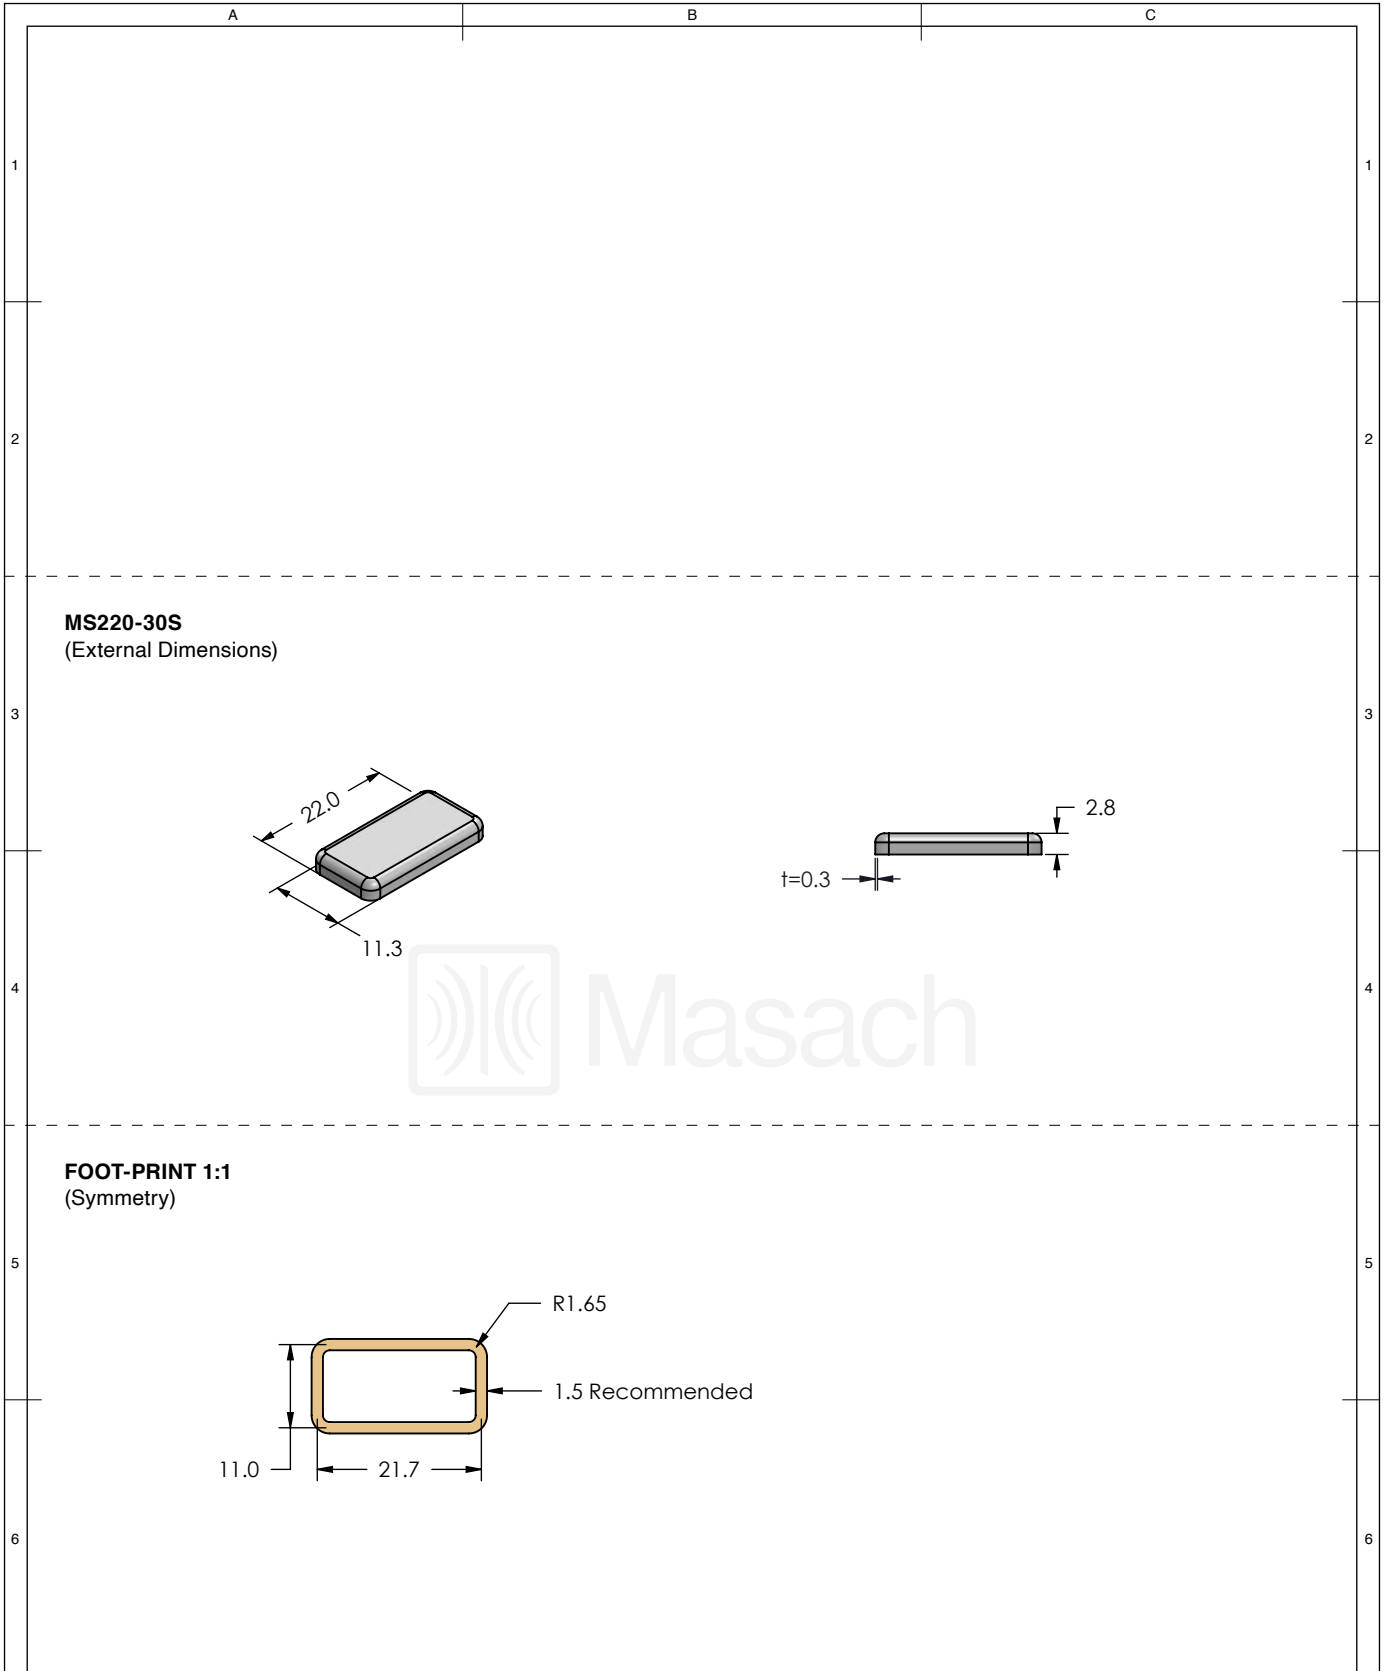 A B C
1 1
2 2
MS220-30S
(External Dimensions)
3 3
22.0
2.8
t=0.3
11.3
Masach
4 4
FOOT-PRINT 1:1
(Symmetry)
5 5
R1.65
1.5 Recommended
11.0
21.7
6 6